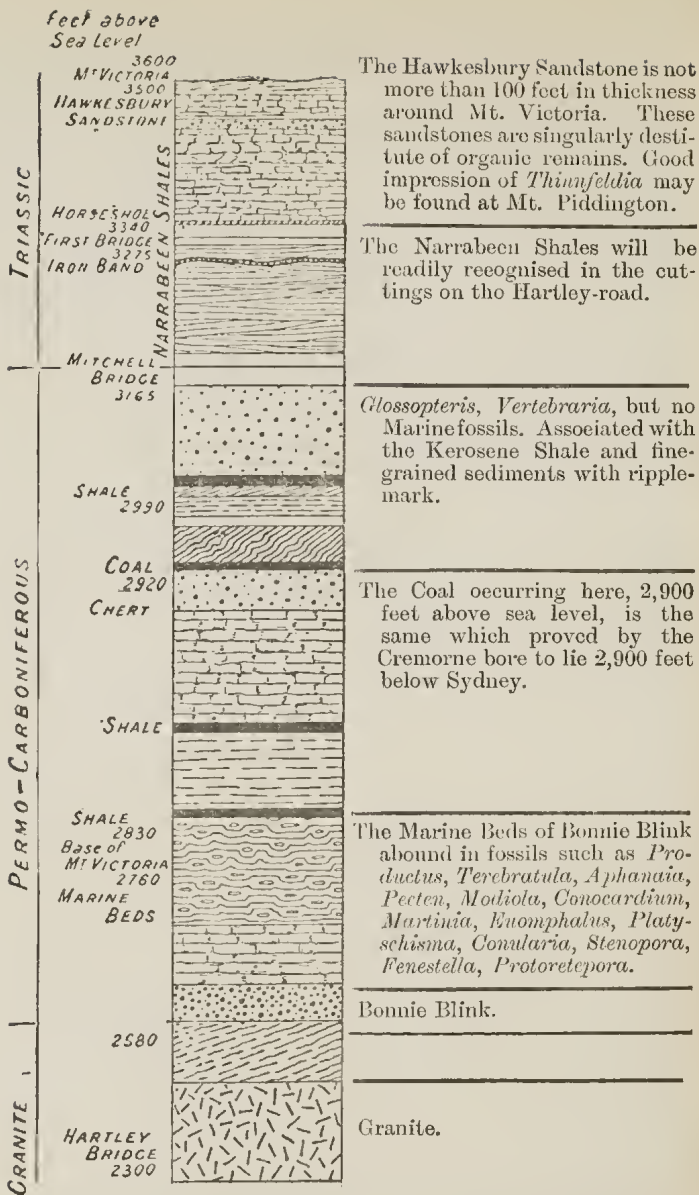 Feet above
Sea Level
3600
Mt VICTORIA
3500
HAWKESBURY
SANDSTONE
NARRABEEN SHALES
HORSESHOE
3340
FIRST BRIDGE
3275
IRON BAND
MITCHELL
BRIDGE
3165
SHALE
2990
COAL
2920
CHERT
SHALE
SHALE
2830
Base of
Mt VICTORIA
2760
MARINE
BEDS
2580
HARTLEY
BRIDGE
2300
TRIASSIC
PERMO-CARBONIFEROUS
GRANITE
The Hawkesbury Sandstone is not
more than 100 feet in thickness
around Mt. Victoria. These
sandstones are singularly desti-
tute of organic remains. Good
impression of Thinnfeldia may
be found at Mt. Piddington.
The Narrabeen Shales will be
readily recognised in the cut-
tings on the Hartley-road.
Glossopteris, Vertebraria, but no
Marine fossils. Associated with
the Kerosene Shale and fine-
grained sediments with ripple-
mark.
The Coal occurring here, 2,900
feet above sea level, is the
same which proved by the
Cremorne bore to lie 2,900 feet
below Sydney.
The Marine Beds of Bonnie Blink
abound in fossils such as Pro-
ductus, Terebratula, Aphanaia,
Pecten, Modiola, Conocardium,
Martinia, Euomphalus, Platy-
schisma, Conularia, Stenopora,
Fenestella, Protoretepora.
Bonnie Blink.
Granite.